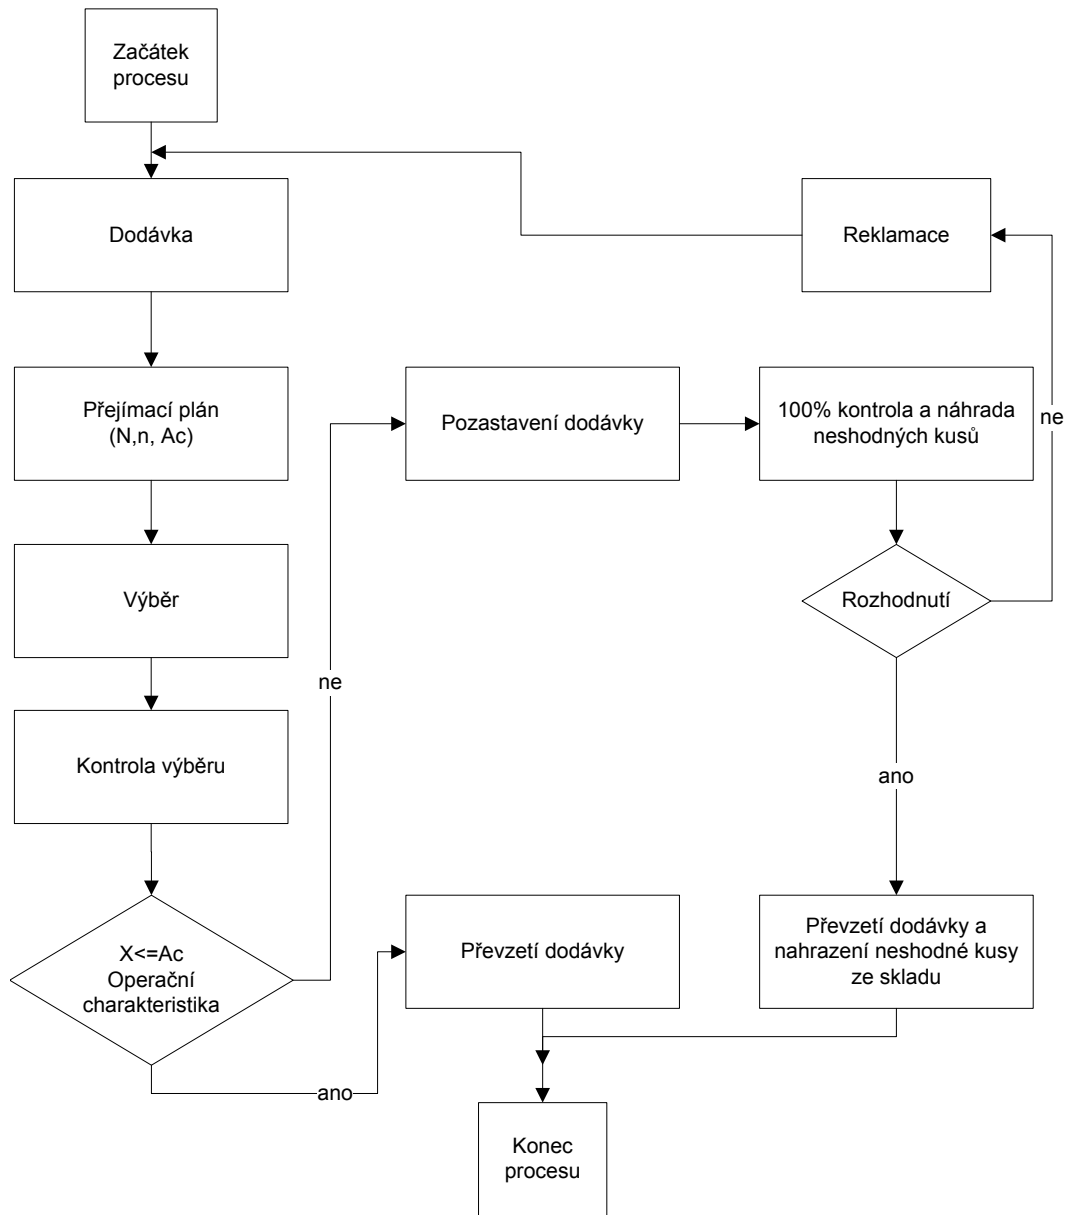 Začátek
procesu
Dodávka
Reklamace
Přejímací plán
(N,n, Ac)
Pozastavení dodávky
100% kontrola a náhrada
neshodných kusů
ne
Výběr
Rozhodnutí
ne
Kontrola výběru
ano
X<=Ac
Operační
charakteristika
Převzetí dodávky
Převzetí dodávky a
nahrazení neshodné kusy
ze skladu
ano
Konec
procesu